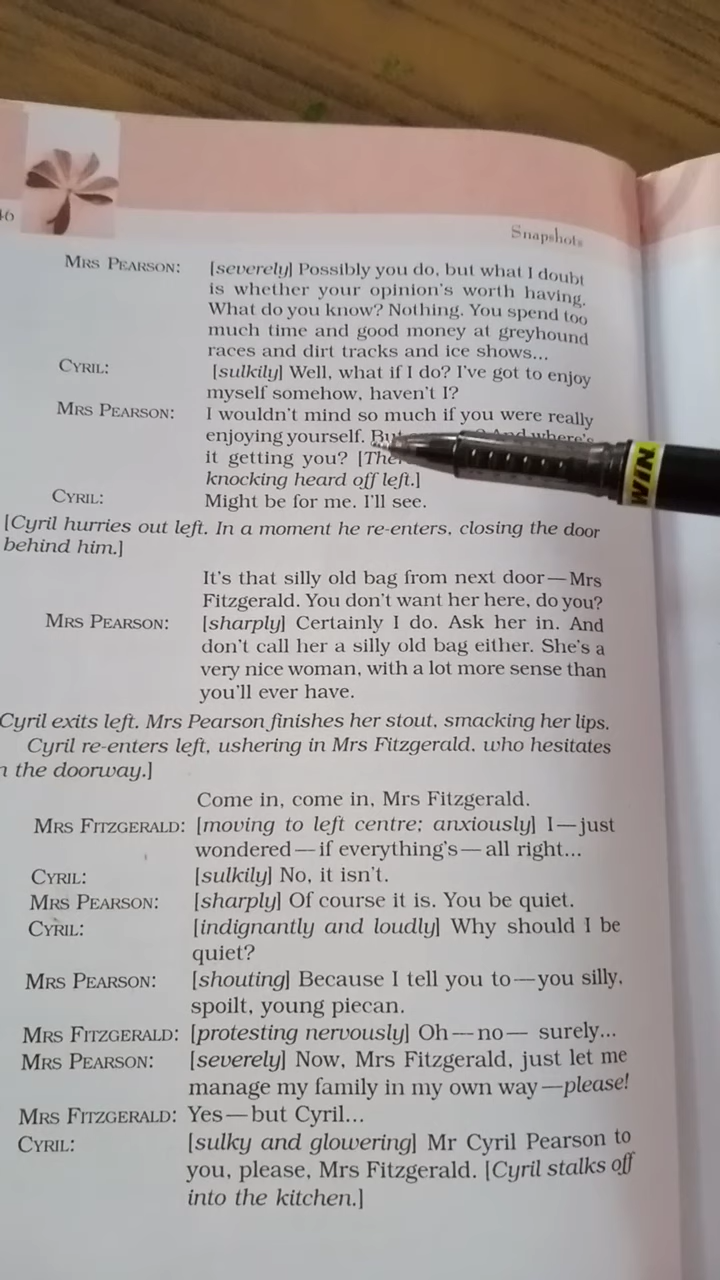 46
Snapshots
MRS PEARSON: [severely] Possibly you do, but what I doubt
is whether your opinion's worth having.
What do you know? Nothing. You spend too
much time and good money at greyhound
races and dirt tracks and ice shows...
CYRIL: [sulkily] Well, what if I do? I've got to enjoy
myself somehow, haven't I?
MRS PEARSON: I wouldn't mind so much if you were really
enjoying yourself. But And where's
it getting you? [
knocking heard off left.]
CYRIL: Might be for me. I'll see.
[Cyril hurries out left. In a moment he re-enters, closing the door
behind him.]
It's that silly old bag from next door—Mrs
Fitzgerald. You don't want her here, do you?
MRS PEARSON: [sharply] Certainly I do. Ask her in. And
don't call her a silly old bag either. She's a
very nice woman, with a lot more sense than
you'll ever have.
Cyril exits left. Mrs Pearson finishes her stout, smacking her lips.
Cyril re-enters left, ushering in Mrs Fitzgerald, who hesitates
n the doorway.]
Come in, come in, Mrs Fitzgerald.
MRS FITZGERALD: [moving to left centre; anxiously] I—just
wondered—if everything's—all right...
CYRIL: [sulkily] No, it isn't.
MRS PEARSON: [sharply] Of course it is. You be quiet.
CYRIL: [indignantly and loudly] Why should I be
quiet?
MRS PEARSON: [shouting] Because I tell you to—you silly,
spoilt, young piecan.
MRS FITZGERALD: [protesting nervously] Oh—no— surely...
MRS PEARSON: [severely] Now, Mrs Fitzgerald, just let me
manage my family in my own way—please!
MRS FITZGERALD: Yes—but Cyril...
CYRIL: [sulky and glowering] Mr Cyril Pearson to
you, please, Mrs Fitzgerald. [Cyril stalks off
into the kitchen.]
WIN